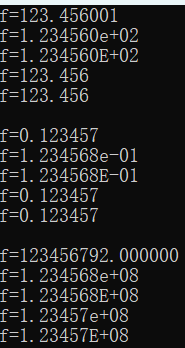 f=123.456001
f=1.234560e+02
f=1.234560E+02
f=123.456
f=123.456
f=0.123457
f=1.234568e-01
f=1.234568E-01
f=0.123457
f=0.123457
f=123456792.000000
f=1.234568e+08
f=1.234568E+08
f=1.23457e+08
f=1.23457E+08